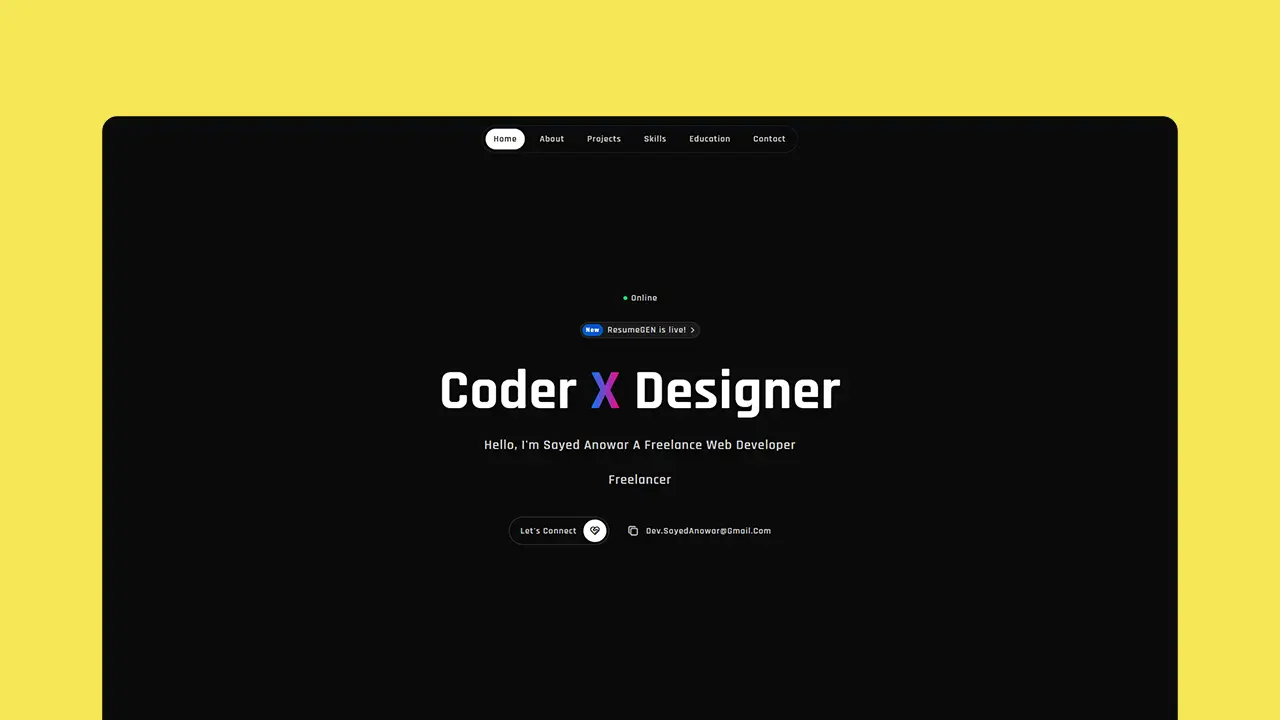 Home About Projects Skills Education Contact
Online
New ResumeGEN is live!
Coder X Designer
Hello, I'm Sayed Anowar A Freelance Web Developer
Freelancer
Let's Connect Dev.SayedAnowar@Gmail.Com